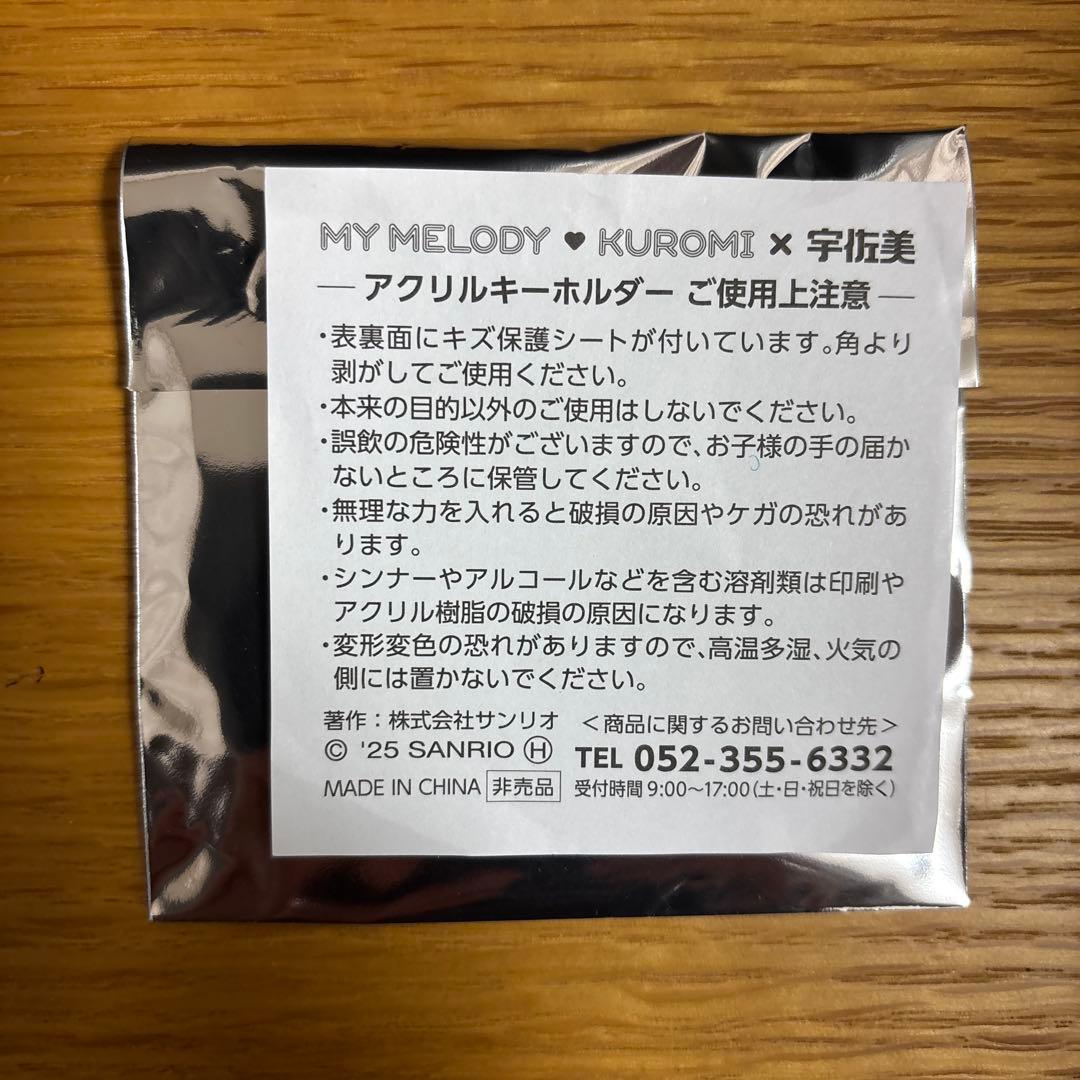 MY MELODY ♥ KUROMI × 宇佐美
― アクリルキーホルダー ご使用上注意 ―
・表裏面にキズ保護シートが付いています。角より
剥がしてご使用ください。
・本来の目的以外のご使用はしないでください。
・誤飲の危険性がございますので、お子様の手の届か
ないところに保管してください。
・無理な力を入れると破損の原因やケガの恐れがあ
ります。
・シンナーやアルコールなどを含む溶剤類は印刷や
アクリル樹脂の破損の原因になります。
・変形変色の恐れがありますので、高温多湿、火気の
側には置かないでください。
著作：株式会社サンリオ ＜商品に関するお問い合わせ先＞
© '25 SANRIO Ⓗ TEL 052-355-6332
MADE IN CHINA 非売品 受付時間 9:00〜17:00（土・日・祝日を除く）